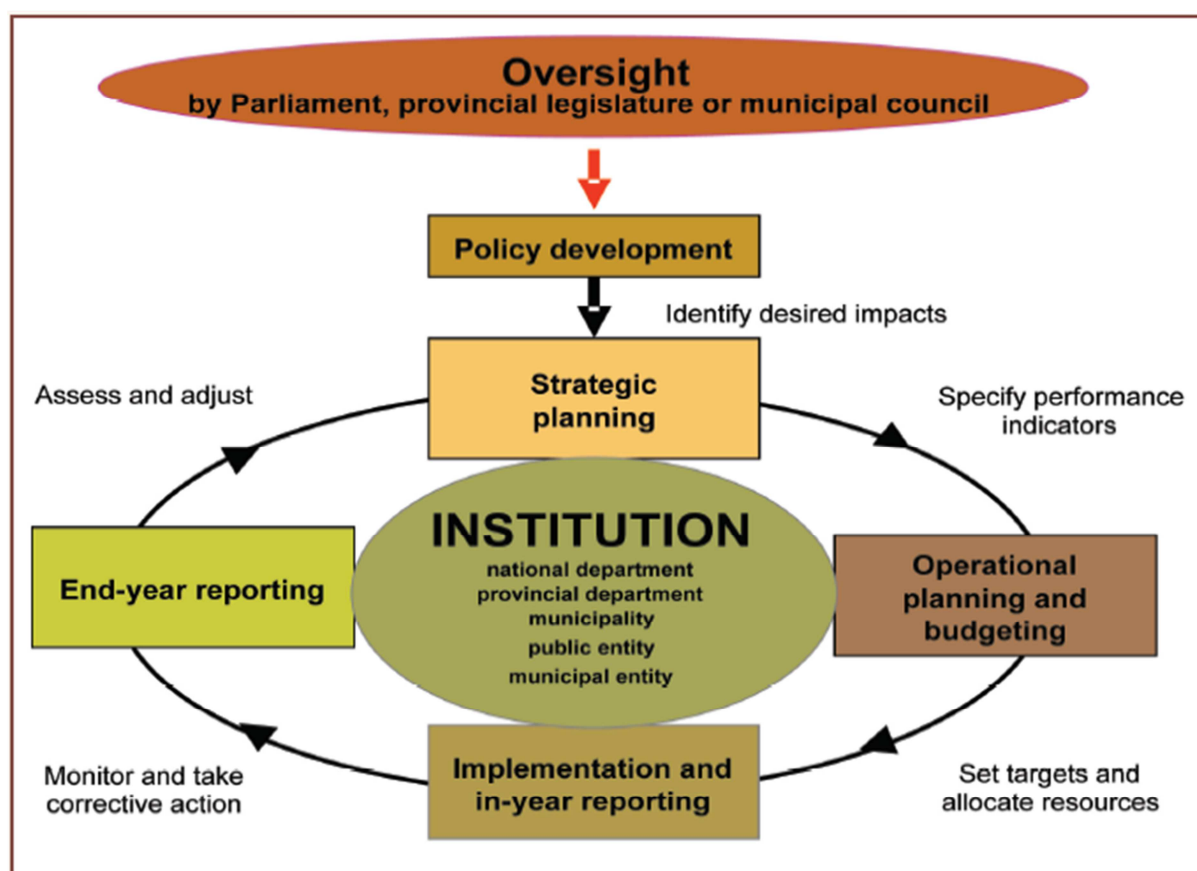 Oversight
by Parliament, provincial legislature or municipal council
Policy development
Identify desired impacts
Strategic
planning
Assess and adjust
Specify performance
indicators
INSTITUTION
national department
provincial department
municipality
public entity
municipal entity
End-year reporting
Operational
planning and
budgeting
Implementation and
in-year reporting
Monitor and take
corrective action
Set targets and
allocate resources